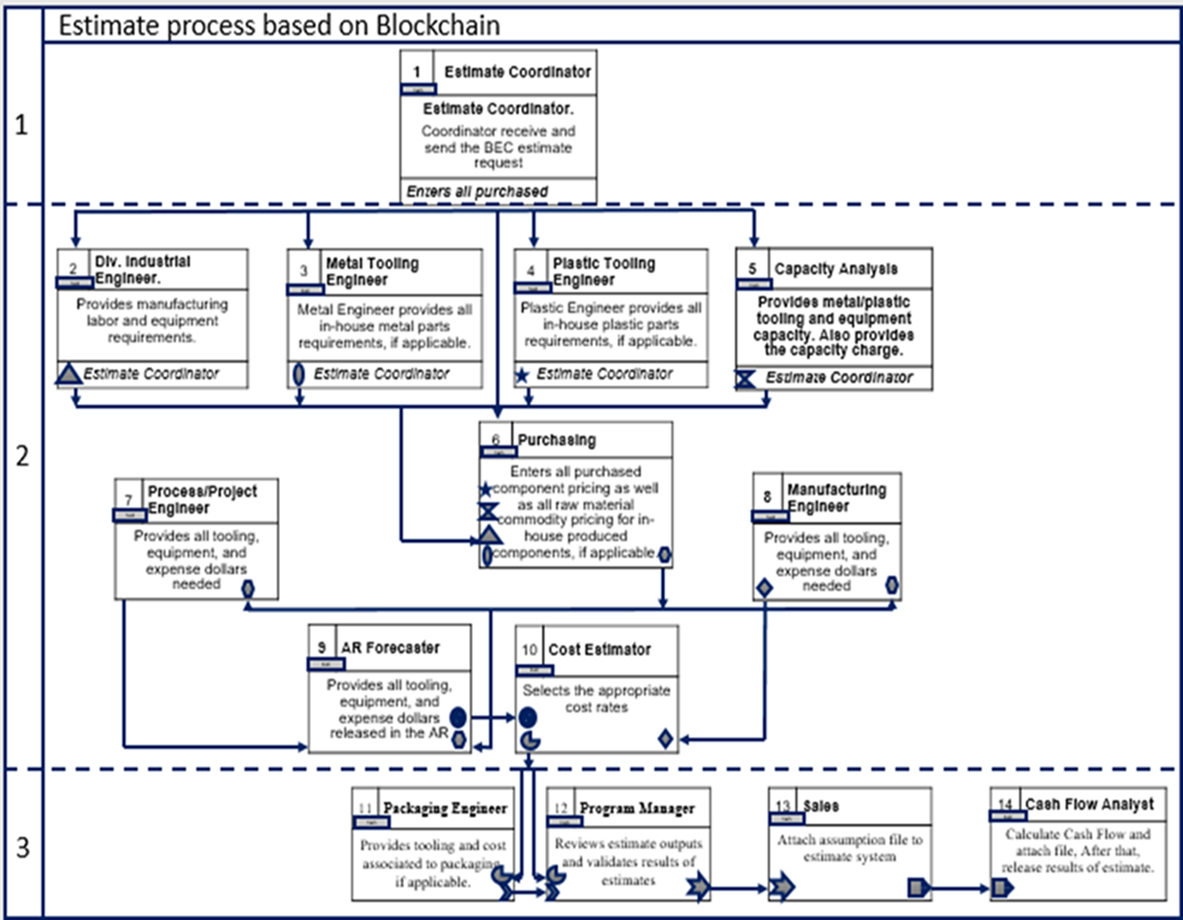 Estimate process based on Blockchain
1
1
Estimate Coordinator
Estimate Coordinator.
Coordinator receive and
send the BEC estimate
request
Enters all purchased
2
2
Div. Industrial
Engineer.
Provides manufacturing
labor and equipment
requirements.
Estimate Coordinator
3
Metal Tooling
Engineer
Metal Engineer provides all
in-house metal parts
requirements, if applicable.
Estimate Coordinator
4
Plastic Tooling
Engineer
Plastic Engineer provides all
in-house plastic parts
requirements, if applicable.
Estimate Coordinator
5
Capacity Analysis
Provides metal/plastic
tooling and equipment
capacity. Also provides
the capacity charge.
Estimate Coordinator
6
Purchasing
Enters all purchased
component pricing as well
as all raw material
commodity pricing for in-
house produced
components, if applicable.
7
Process/Project
Engineer
Provides all tooling,
equipment, and
expense dollars
needed
8
Manufacturing
Engineer
Provides all tooling,
equipment, and
expense dollars
needed
9
AR Forecaster
Provides all tooling,
equipment, and
expense dollars
released in the AR
10
Cost Estimator
Selects the appropriate
cost rates
3
11
Packaging Engineer
Provides tooling and cost
associated to packaging,
if applicable.
12
Program Manager
Reviews estimate outputs
and validates results of
estimates
13
Sales
Attach assumption file to
estimate system
14
Cash Flow Analyst
Calculate Cash Flow and
attach file, After that,
release results of estimate.